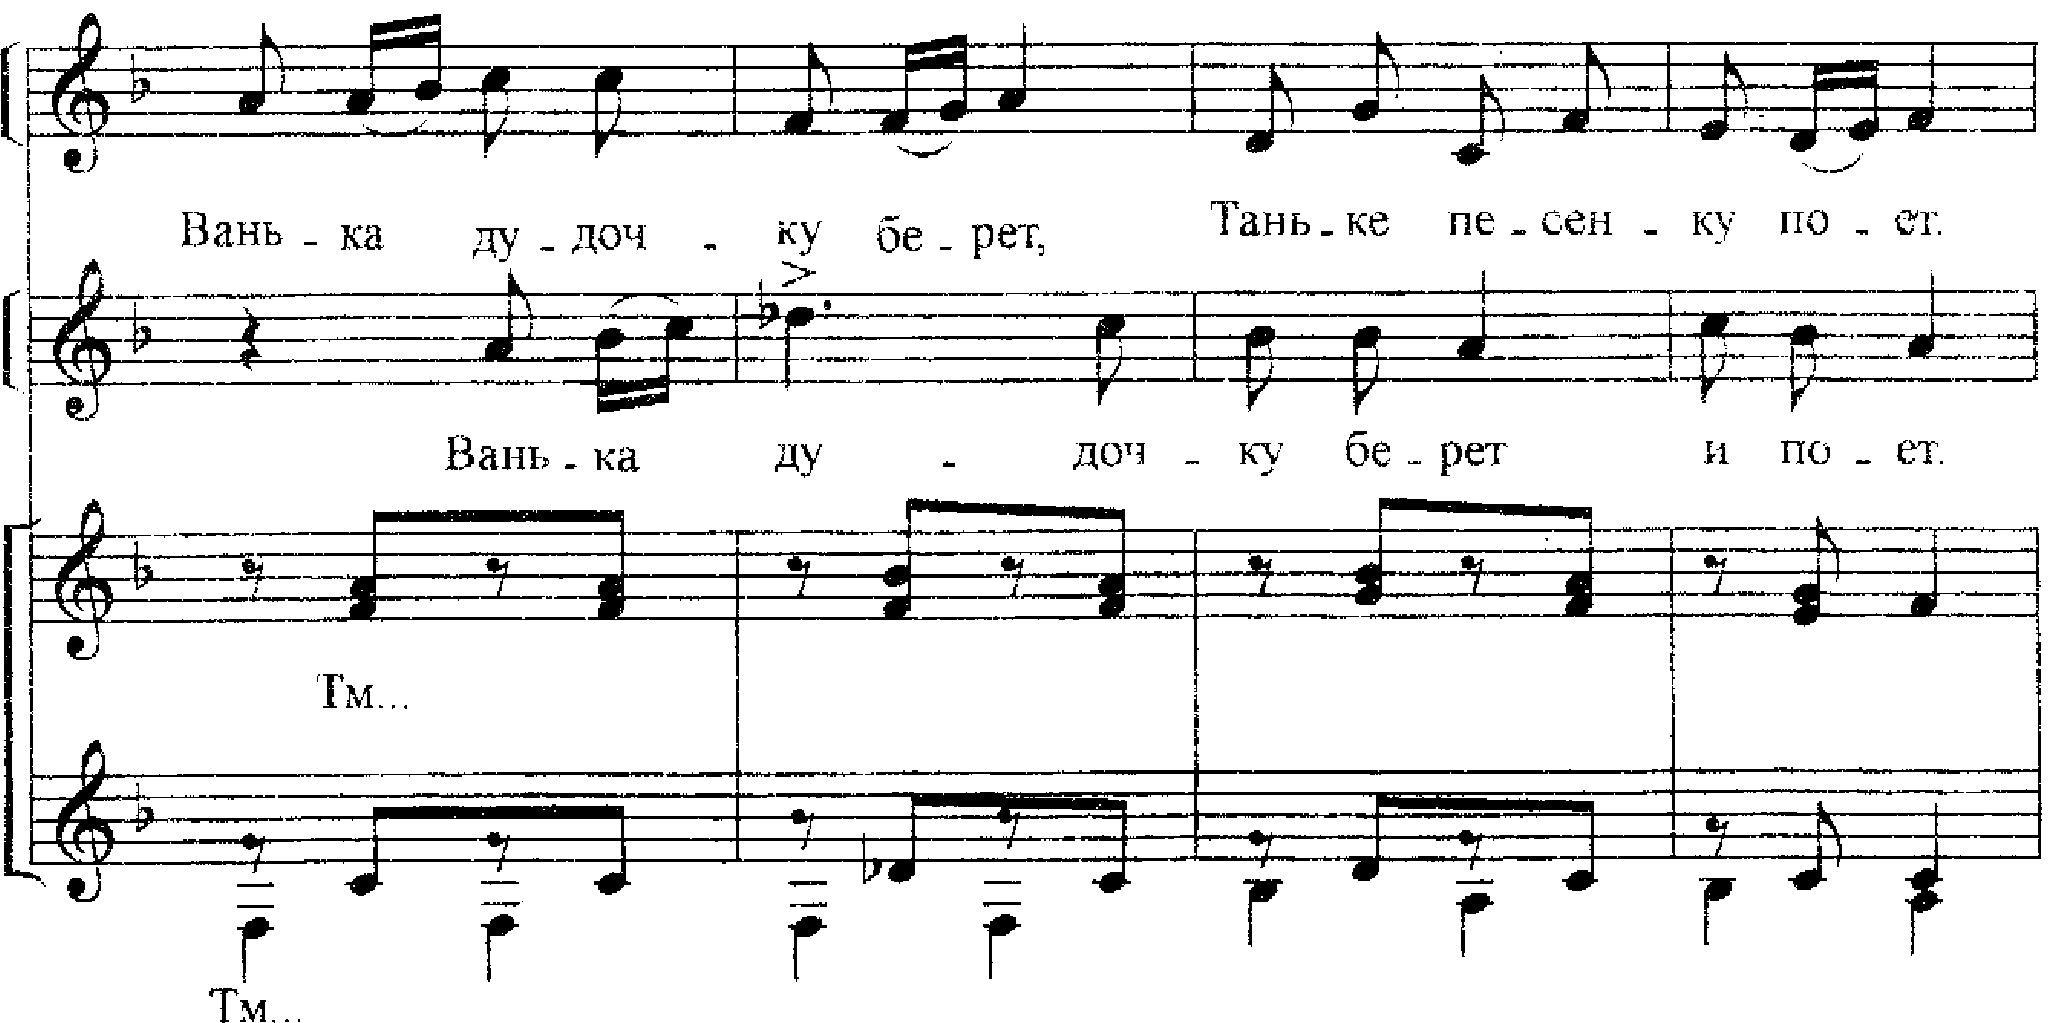 Вань - ка ду - доч - ку бе - рет, Тань - ке пе - сен - ку по - ет.
Вань - ка ду - доч - ку бе - рет и по - ет.
Тм...
Тм...